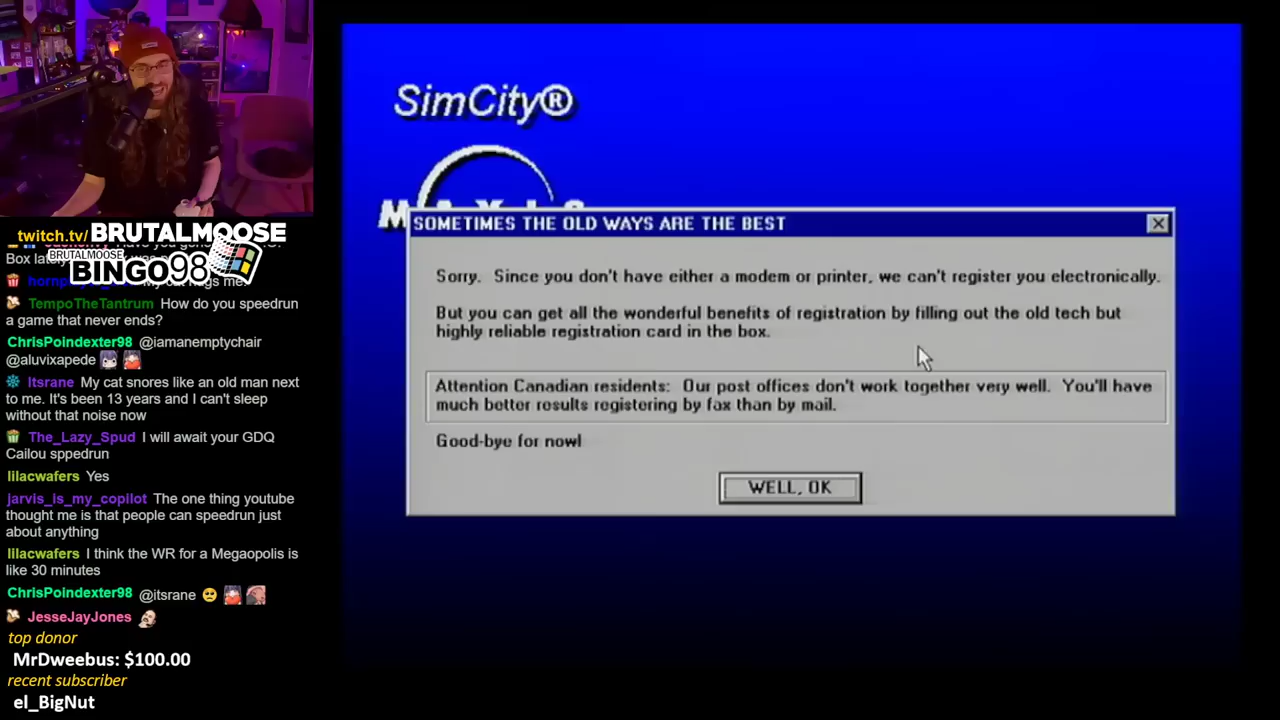 SimCity®
SOMETIMES THE OLD WAYS ARE THE BEST
Sorry. Since you don't have either a modem or printer, we can't register you electronically.
But you can get all the wonderful benefits of registration by filling out the old tech but
highly reliable registration card in the box.
Attention Canadian residents: Our post offices don't work together very well. You'll have
much better results registering by fax than by mail.
Good-bye for now!
WELL, OK
twitch.tv/BRUTALMOOSE
BRUTALMOOSE
BINGO98
Box
TempoTheTantrum How do you speedrun
a game that never ends?
ChrisPoindexter98 @iamanemptychair
@aluvixapede
Itsrane My cat snores like an old man next
to me. It's been 13 years and I can't sleep
without that noise now
The_Lazy_Spud I will await your GDQ
Cailou sppedrun
lilacwafers Yes
jarvis_is_my_copilot The one thing youtube
thought me is that people can speedrun just
about anything
lilacwafers I think the WR for a Megaopolis is
like 30 minutes
ChrisPoindexter98 @itsrane
JesseJayJones
top donor
MrDweebus: $100.00
recent subscriber
el_BigNut